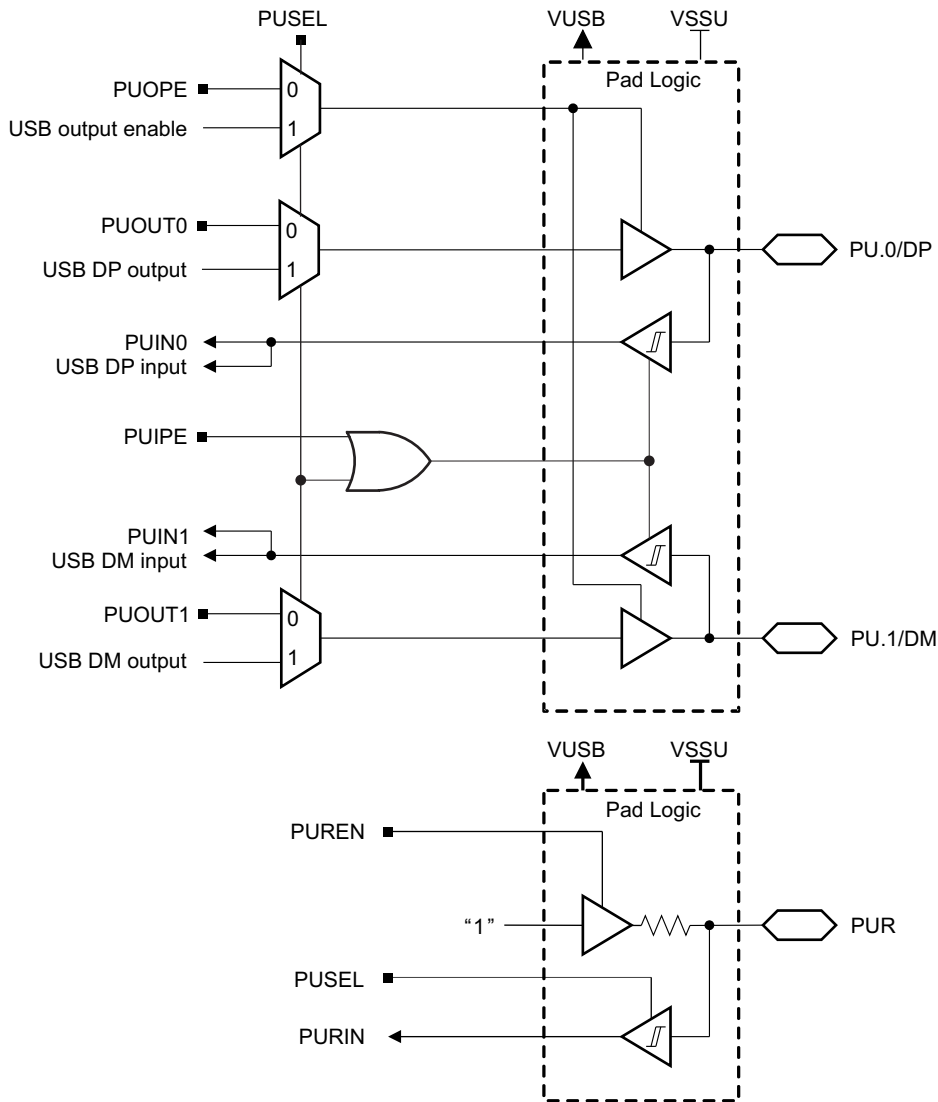 PUSEL
VUSB
VSSU
Pad Logic
PUOPE
0
USB output enable
1
PUOUT0
0
USB DP output
1
PU.0/DP
PUIN0
USB DP input
PUIPE
PUIN1
USB DM input
PUOUT1
0
USB DM output
1
PU.1/DM
VUSB
VSSU
Pad Logic
PUREN
“1”
PUR
PUSEL
PURIN